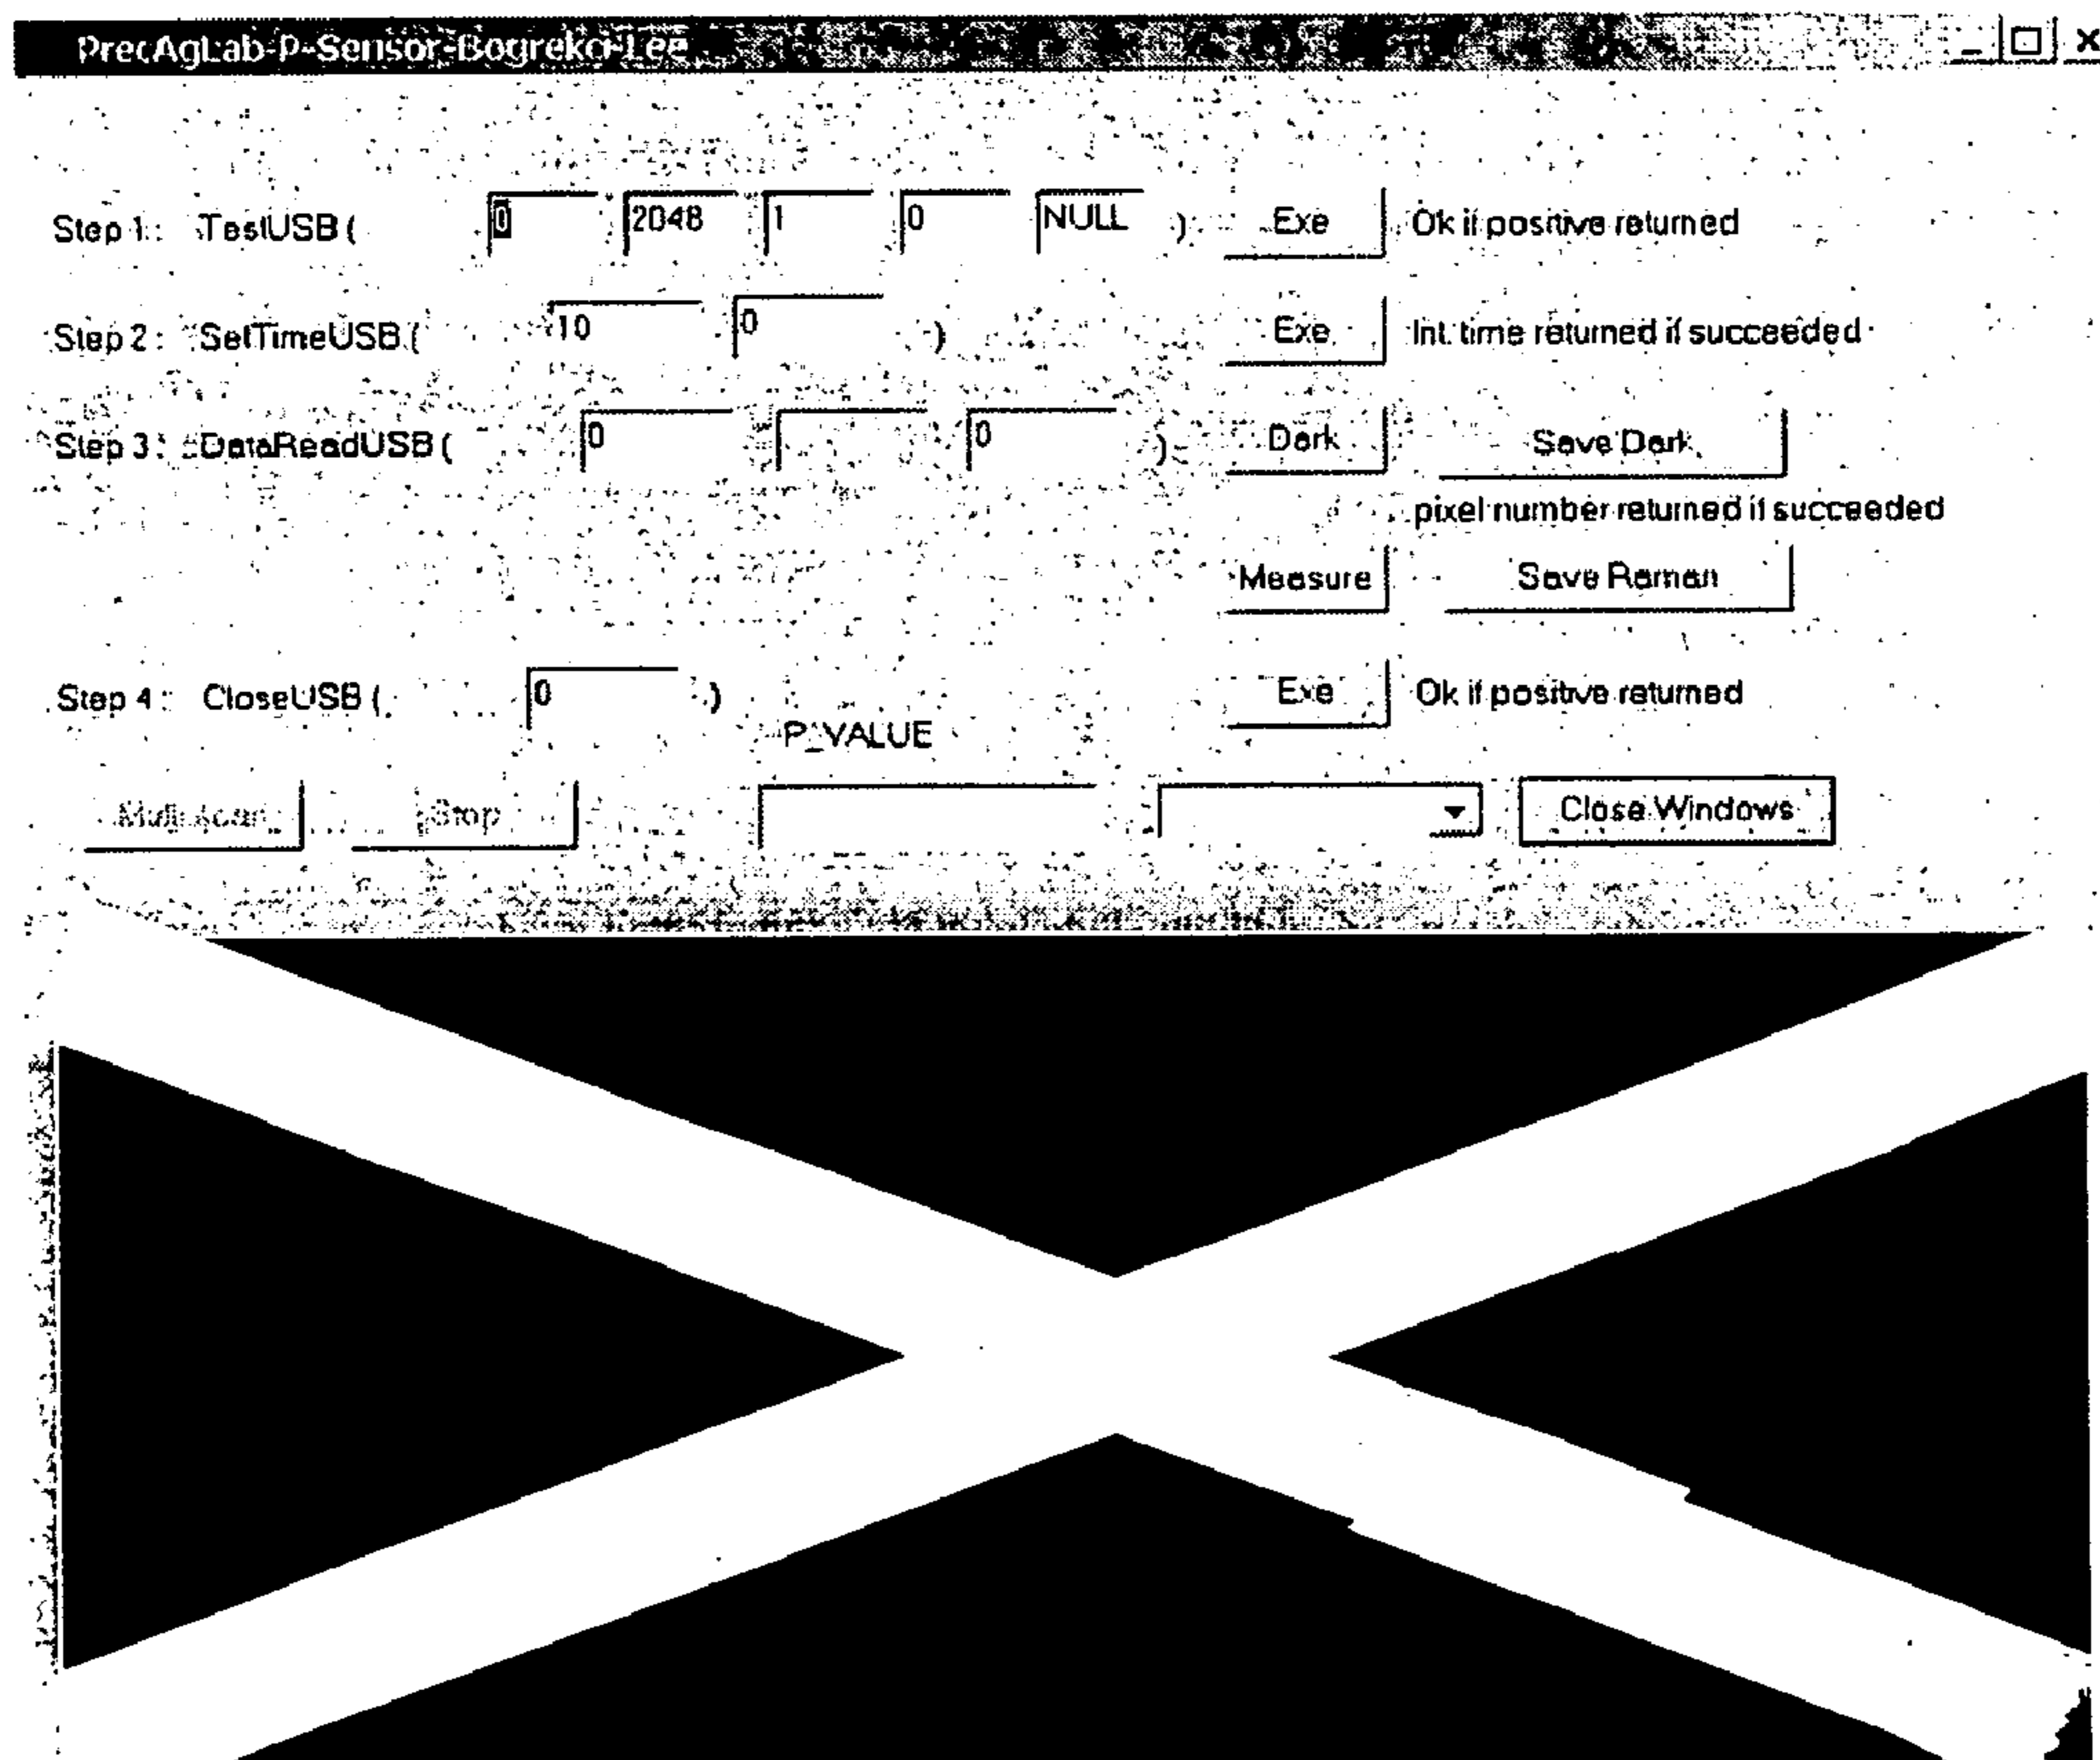 PrecAgLab-P-Sensor-Bogrekci-Lee
Step 1: TestUSB ( 0 2048 1 0 NULL ) Exe Ok if positive returned
Step 2: SetTimeUSB ( 10 0 ) Exe Int. time returned if succeeded
Step 3: DataReadUSB ( 0 0 ) Dark Save Dark
pixel number returned if succeeded
Measure Save Raman
Step 4: CloseUSB ( 0 ) Exe Ok if positive returned
P_VALUE
Stop Close Windows